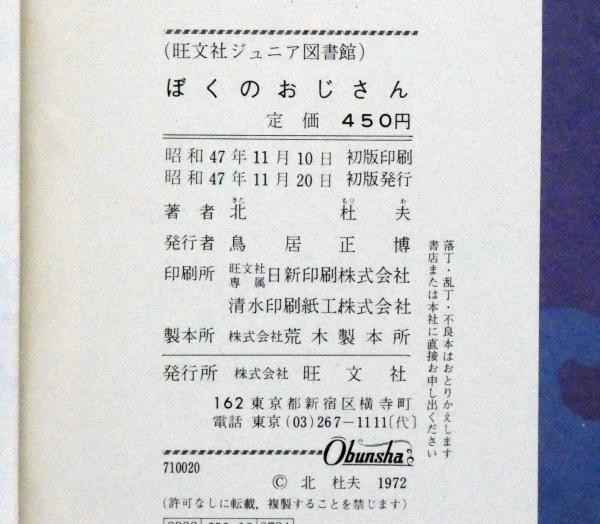 (旺文社ジュニア図書館)
ぼくのおじさん
定価 450円
昭和47年11月10日 初版印刷
昭和47年11月20日 初版発行
著者 北 杜夫
きた もり お
発行者 鳥居正博
印刷所 旺文社専属 日新印刷株式会社
清水印刷紙工株式会社
製本所 株式会社 荒木製本所
発行所 株式会社 旺文社
162 東京都新宿区横寺町
電話 東京(03)267-1111〔代〕
Obunsha
710020
© 北 杜夫 1972
(許可なしに転載,複製することを禁じます)
落丁・乱丁・不良本はおとりかえします
書店または本社に直接お申し出ください